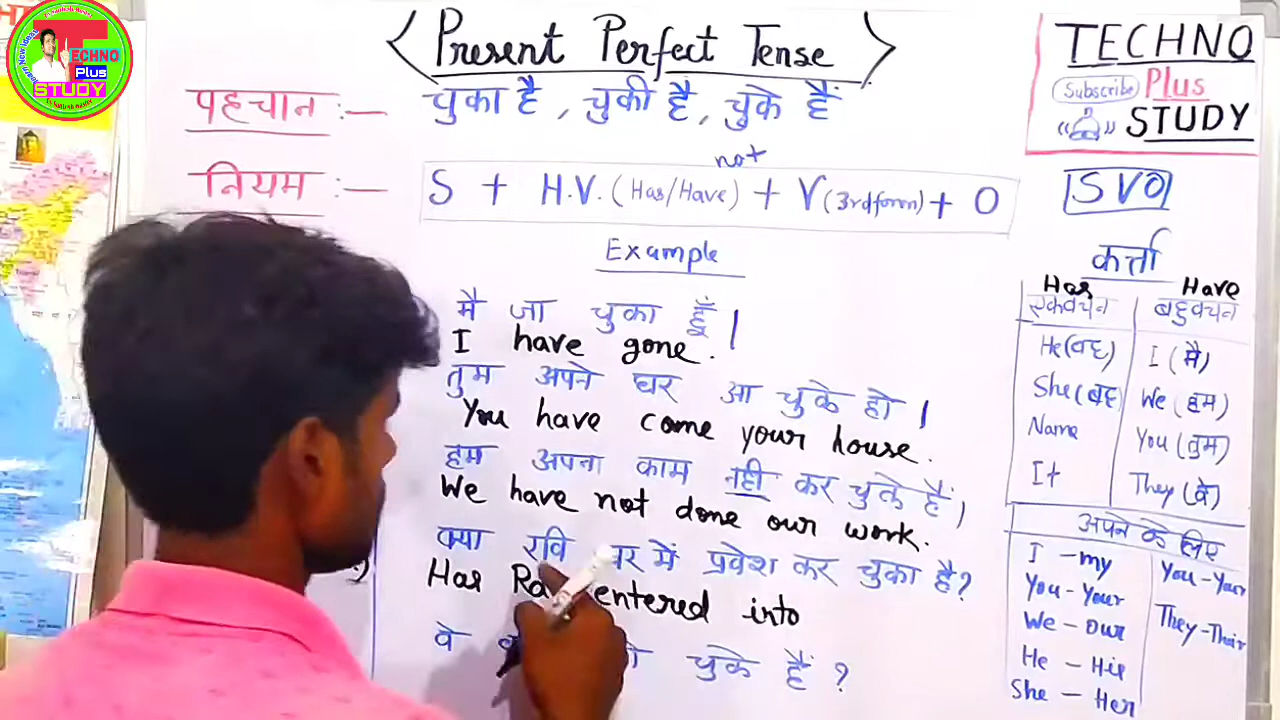 < Present Perfect Tense >
पहचान :— चुका है, चुकी है, चुके हैं
not
नियम :— S + H.V. (Has/Have) + V (3rd form) + O
Example
मै जा चुका हूँ |
I have gone.
तुम अपने घर आ चुके हो |
You have come your house.
हम अपना काम नही कर चुके हैं |
We have not done our work.
क्या रवि में प्रवेश कर चुका है?
Has entered into
वे चुके हैं ?
TECHNO
Subscribe Plus
STUDY
SVO
कर्त्ता
Has Have
एकवचन बहुवचन
He (वह) I (मै)
She (वह) We (हम)
Name You (तुम)
It They (वे)
अपने के लिए
I - my You - Your
You - Your
We - our They - Thair
He - His
She - Her
TECHNO
Plus
STUDY